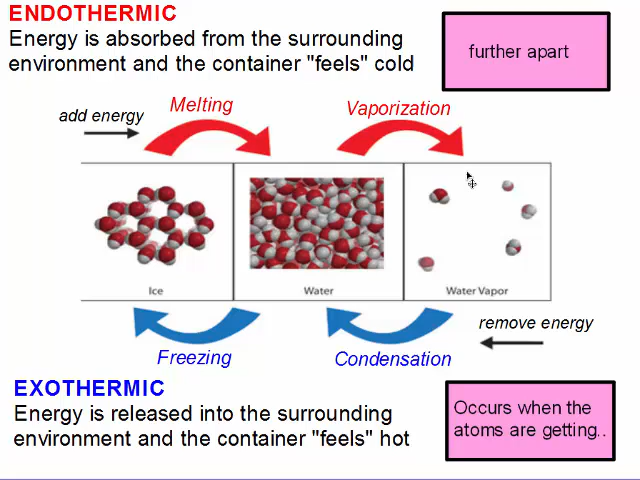 ENDOTHERMIC
Energy is absorbed from the surrounding
environment and the container "feels" cold
further apart
add energy
Melting
Vaporization
Ice
Water
Water Vapor
Freezing
Condensation
remove energy
EXOTHERMIC
Energy is released into the surrounding
environment and the container "feels" hot
Occurs when the
atoms are getting..